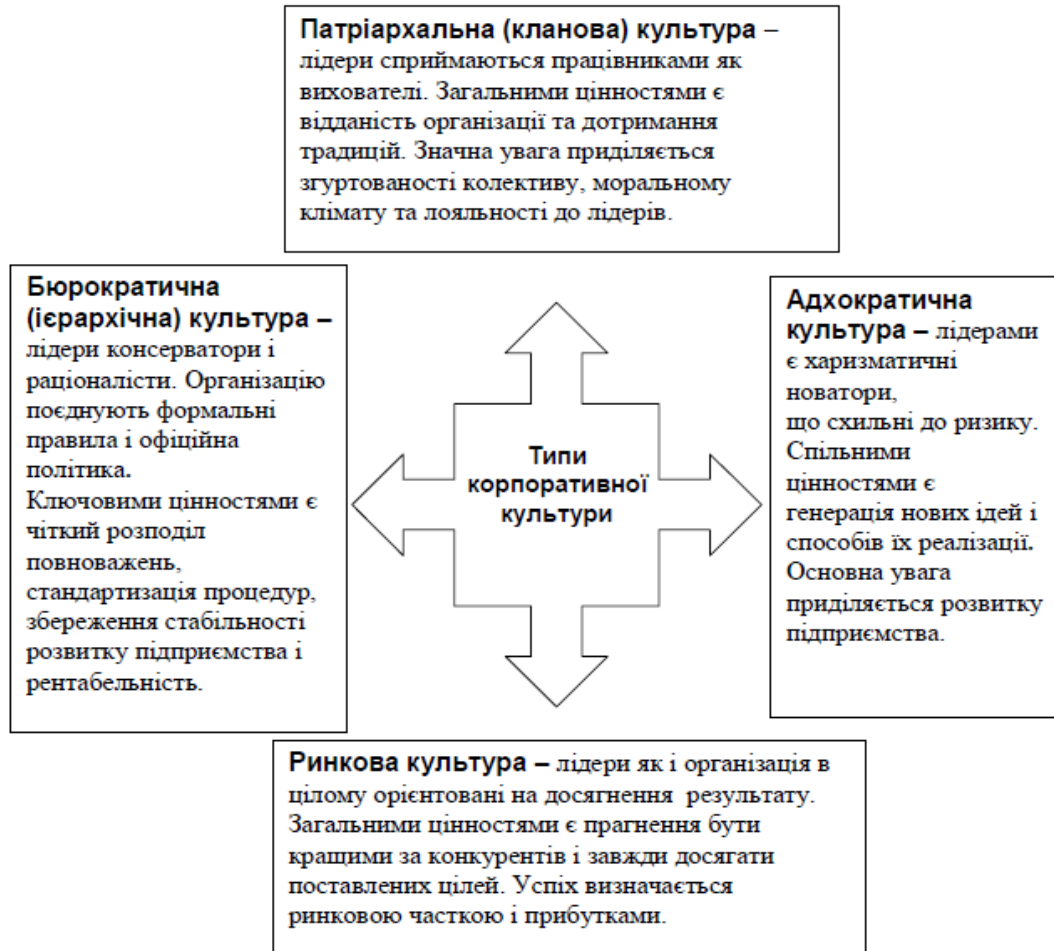 Патріархальна (кланова) культура –
лідери сприймаються працівниками як
вихователі. Загальними цінностями є
відданість організації та дотримання
традицій. Значна увага приділяється
згуртованості колективу, моральному
клімату та лояльності до лідерів.
Бюрократична
(ієрархічна) культура –
лідери консерватори і
раціоналісти. Організацію
поєднують формальні
правила і офіційна
політика.
Ключовими цінностями є
чіткий розподіл
повноважень,
стандартизація процедур,
збереження стабільності
розвитку підприємства і
рентабельність.
Типи
корпоративної
культури
Адхократична
культура – лідерами
є харизматичні
новатори,
що схильні до ризику.
Спільними
цінностями є
генерація нових ідей і
способів їх реалізації.
Основна увага
приділяється розвитку
підприємства.
Ринкова культура – лідери як і організація в
цілому орієнтовані на досягнення результату.
Загальними цінностями є прагнення бути
кращими за конкурентів і завжди досягати
поставлених цілей. Успіх визначається
ринковою часткою і прибутками.